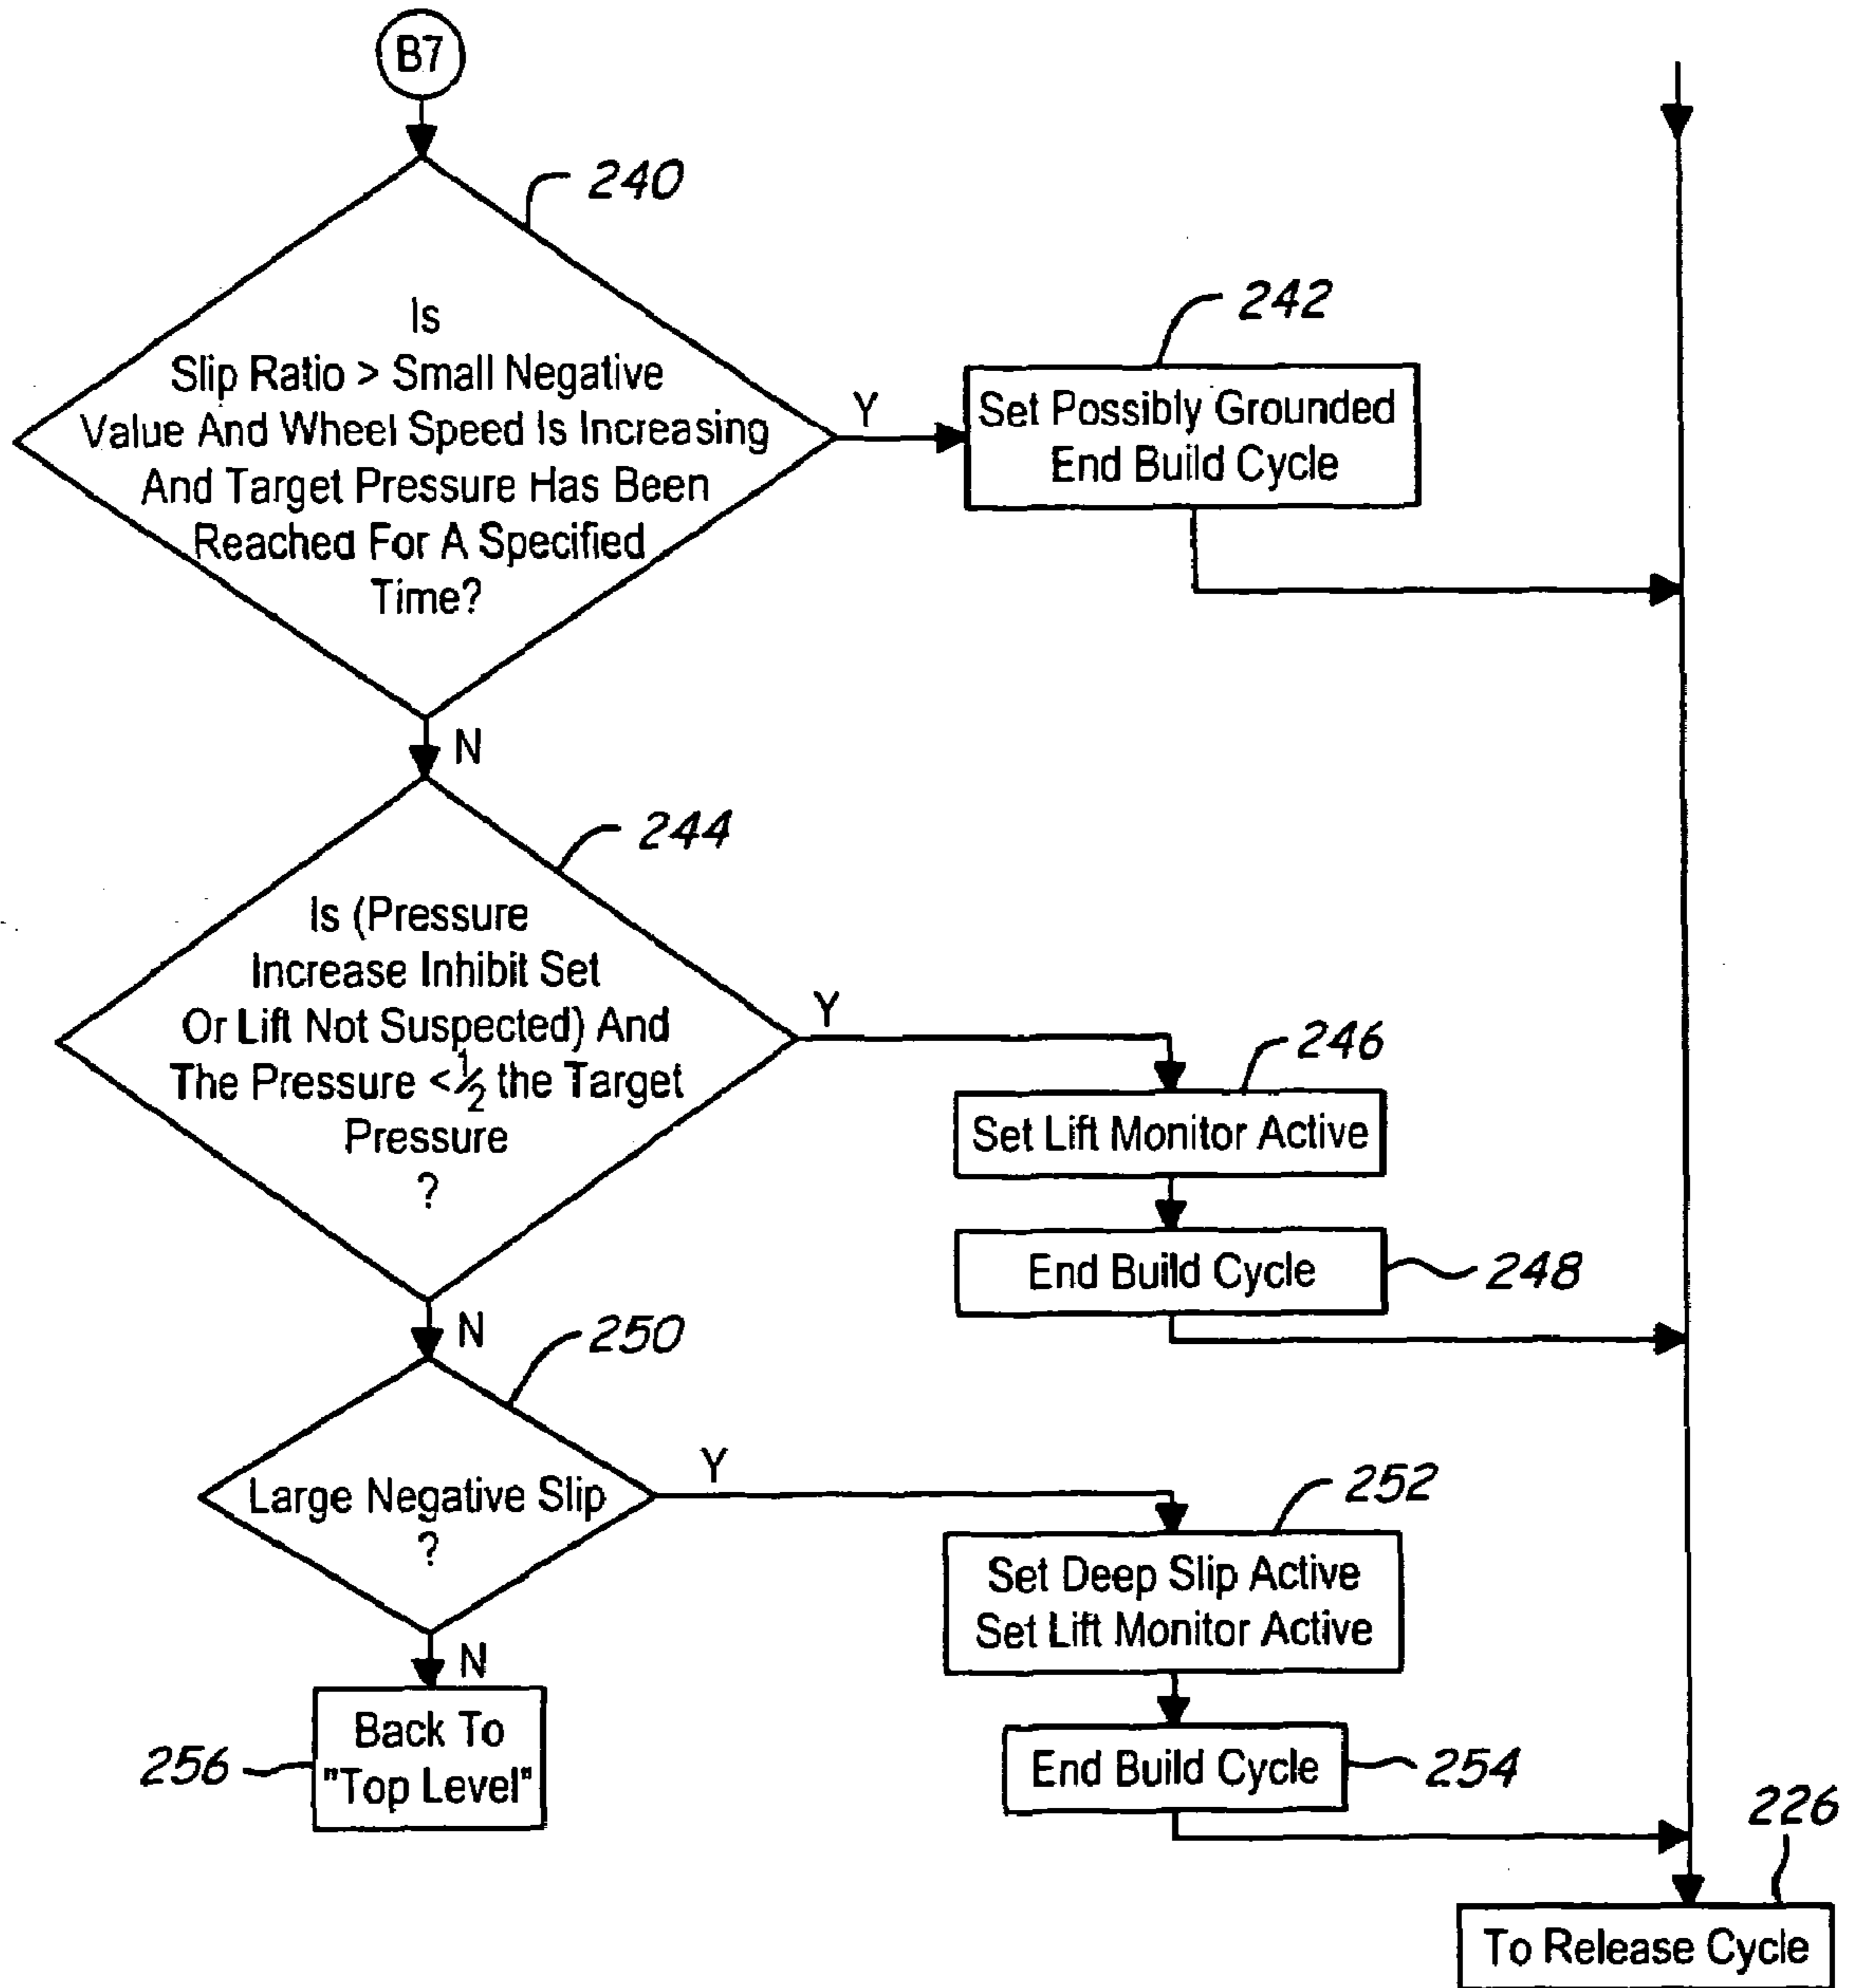 B7
240
Is
Slip Ratio > Small Negative
Value And Wheel Speed Is Increasing
And Target Pressure Has Been
Reached For A Specified
Time?
Y
242
Set Possibly Grounded
End Build Cycle
N
244
Is (Pressure
Increase Inhibit Set
Or Lift Not Suspected) And
The Pressure <½ the Target
Pressure
?
Y
246
Set Lift Monitor Active
End Build Cycle
248
N
250
Large Negative Slip
?
Y
252
Set Deep Slip Active
Set Lift Monitor Active
End Build Cycle
254
N
Back To
"Top Level"
256
226
To Release Cycle